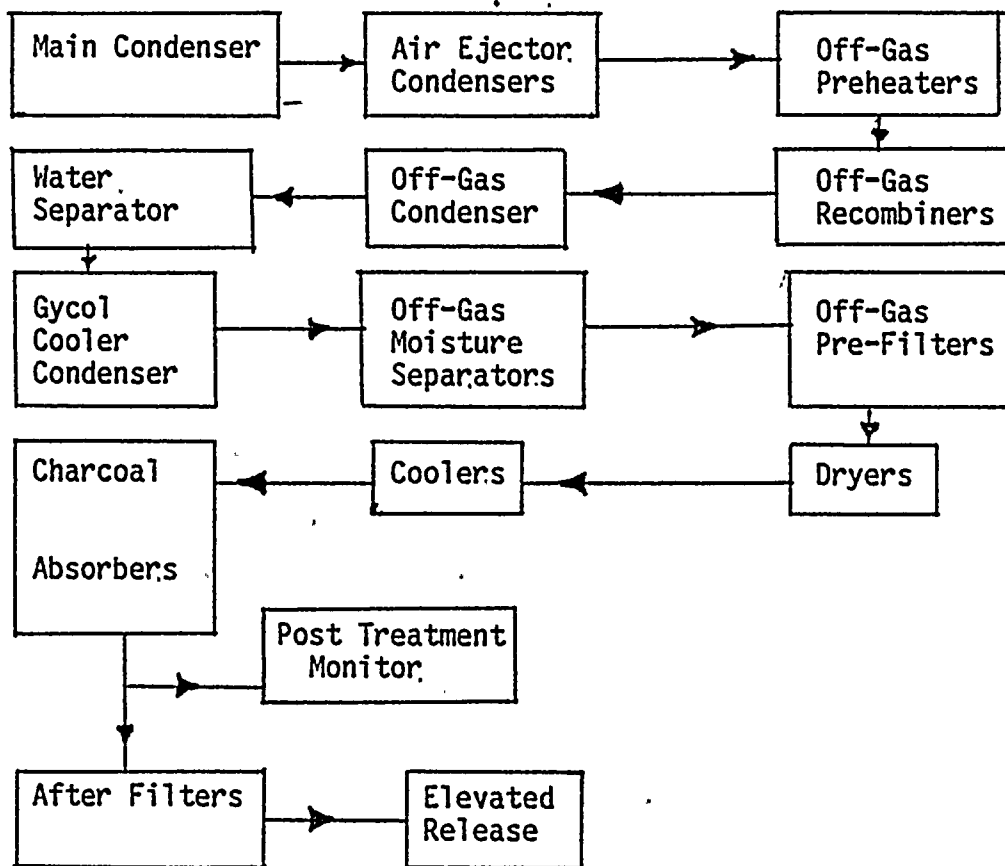 Main Condenser
Air Ejector
Condensers
Off-Gas
Preheaters
Off-Gas
Recombiners
Off-Gas
Condenser
Water
Separator
Gycol
Cooler
Condenser
Off-Gas
Moisture
Separators
Off-Gas
Pre-Filters
Dryers
Coolers
Charcoal
Absorbers
Post Treatment
Monitor
After Filters
Elevated
Release